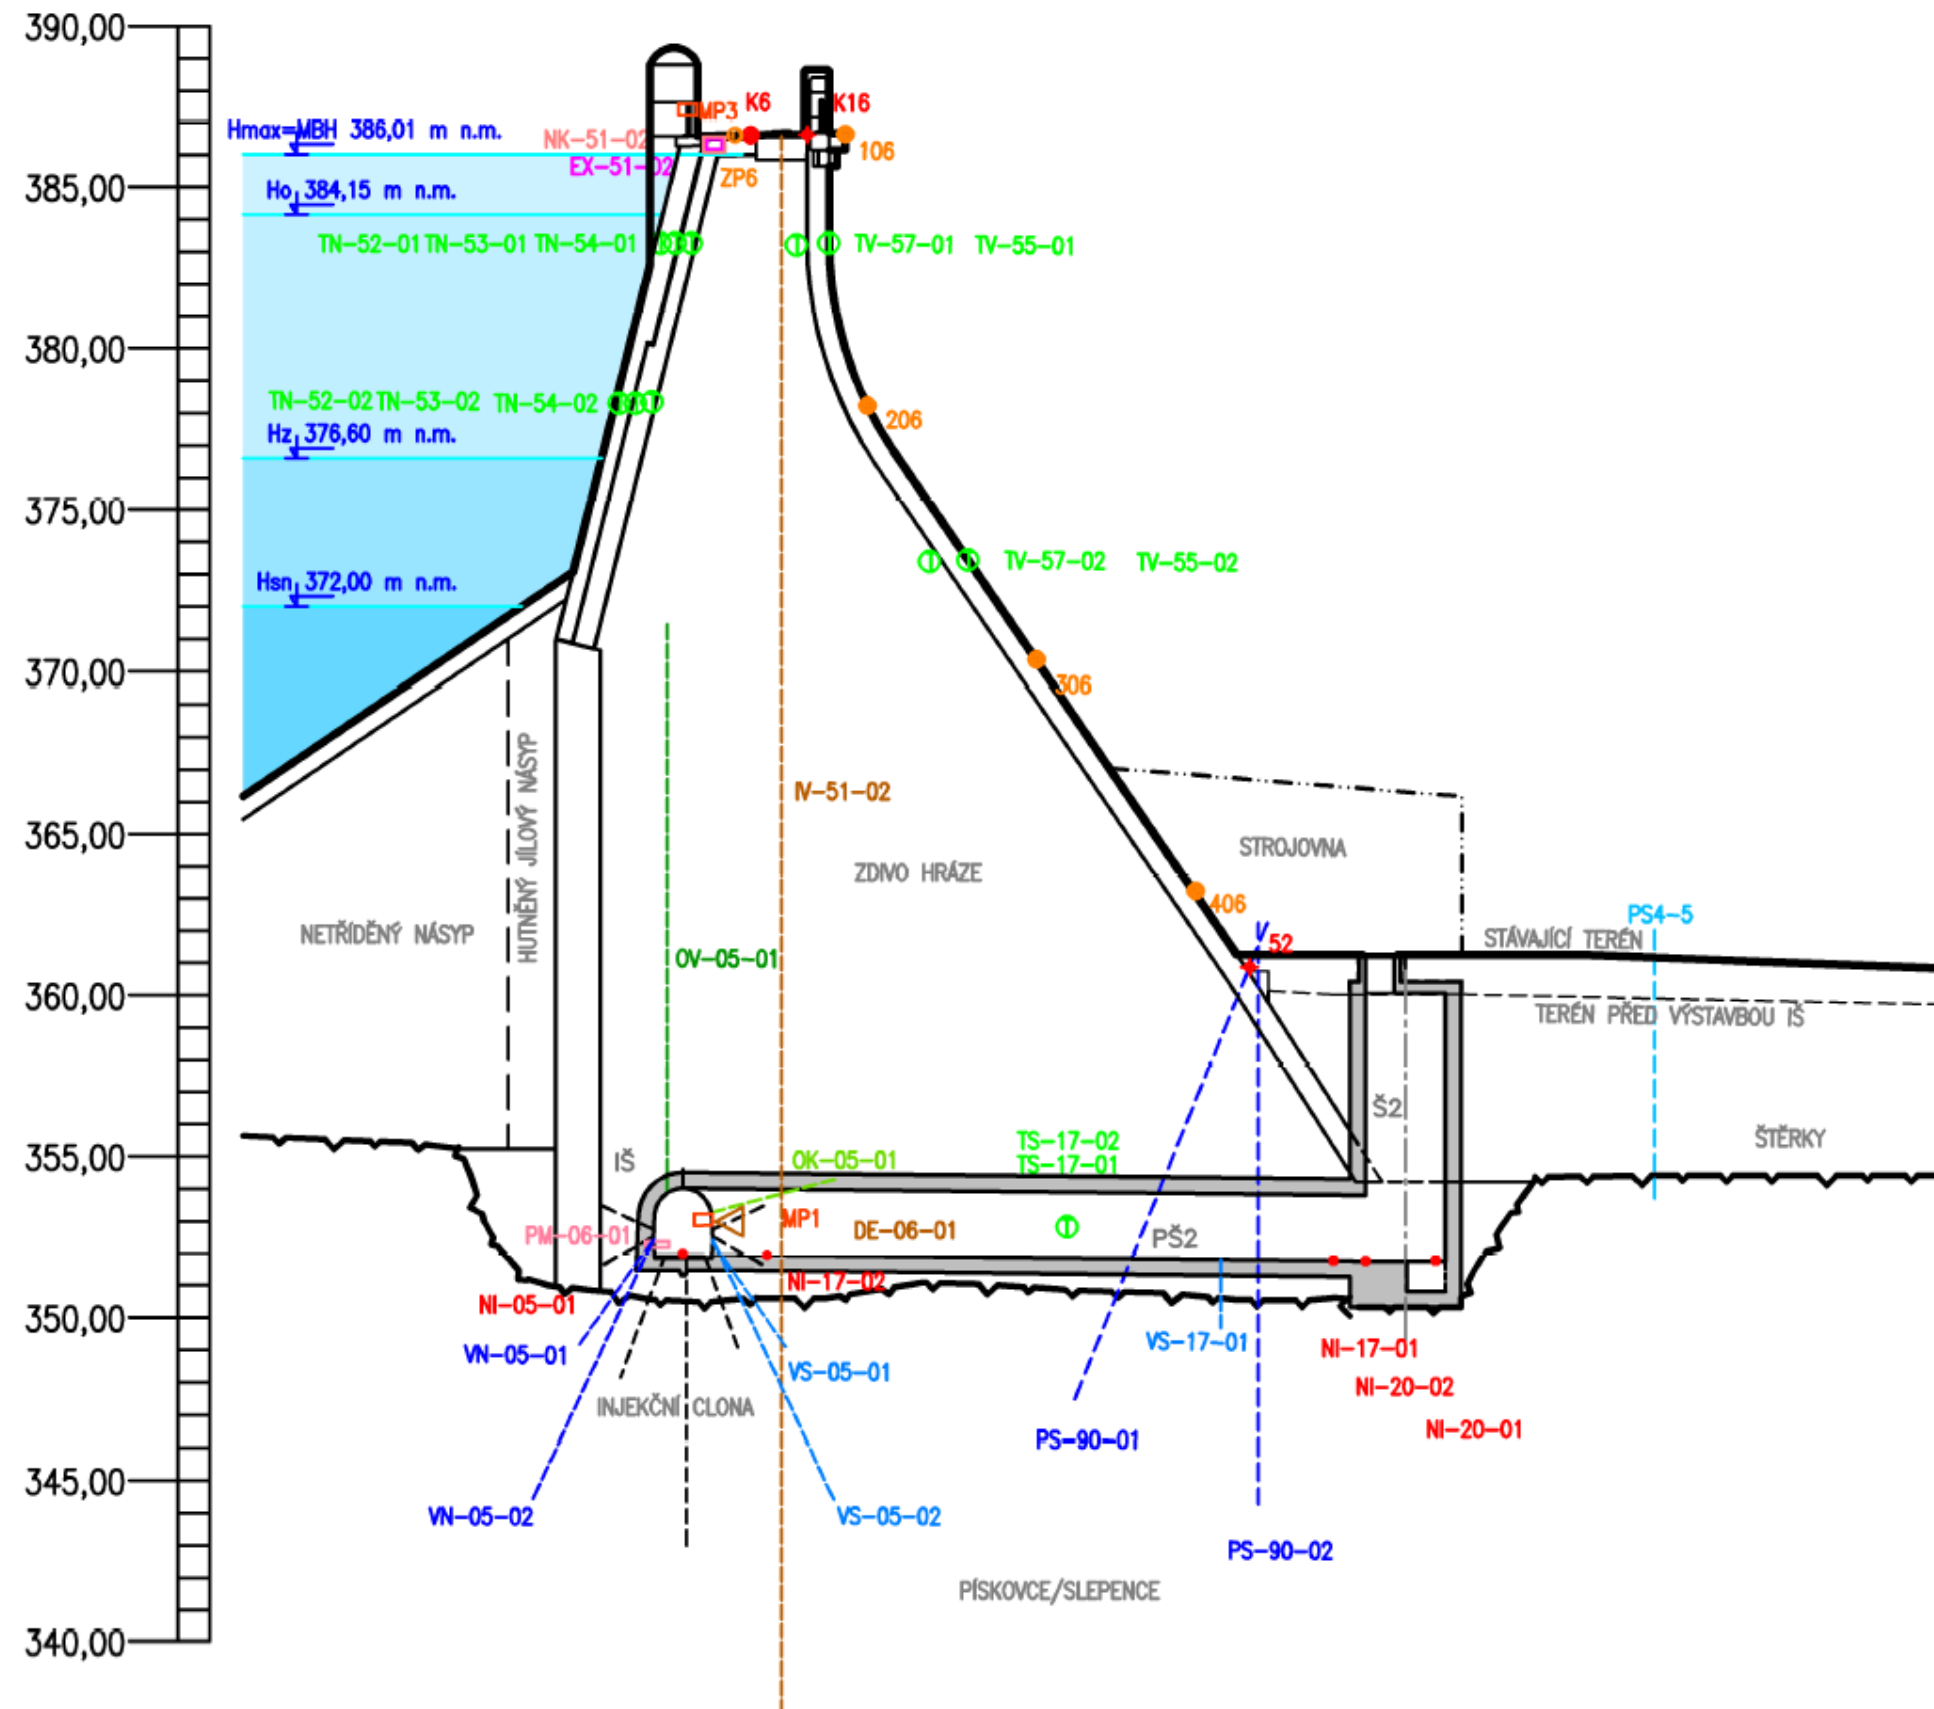 390,00
K6
MP3
K16
Hmax=MBH 386,01 m n.m.
NK-51-02
106
EX-51-02
ZP6
385,00
Ho 384,15 m n.m.
TN-52-01 TN-53-01 TN-54-01
TV-57-01 TV-55-01
380,00
TN-52-02 TN-53-02 TN-54-02
206
Hz 376,60 m n.m.
375,00
TV-57-02 TV-55-02
Hsn 372,00 m n.m.
370,00
306
IV-51-02
365,00
STROJOVNA
HUTNĚNÝ JÍLOVÝ NÁSYP
ZDIVO HRÁZE
406
PS4-5
NETŘÍDĚNÝ NÁSYP
52
STÁVAJÍCÍ TERÉN
OV-05-01
360,00
TERÉN PŘED VÝSTAVBOU IŠ
Š2
TS-17-02
ŠTĚRKY
355,00
IŠ
OK-05-01
TS-17-01
MP1
PM-06-01
DE-06-01
PŠ2
NI-17-02
NI-05-01
350,00
VS-17-01
NI-17-01
VN-05-01
VS-05-01
NI-20-02
INJEKČNÍ CLONA
NI-20-01
PS-90-01
345,00
VN-05-02
VS-05-02
PS-90-02
PÍSKOVCE/SLEPENCE
340,00